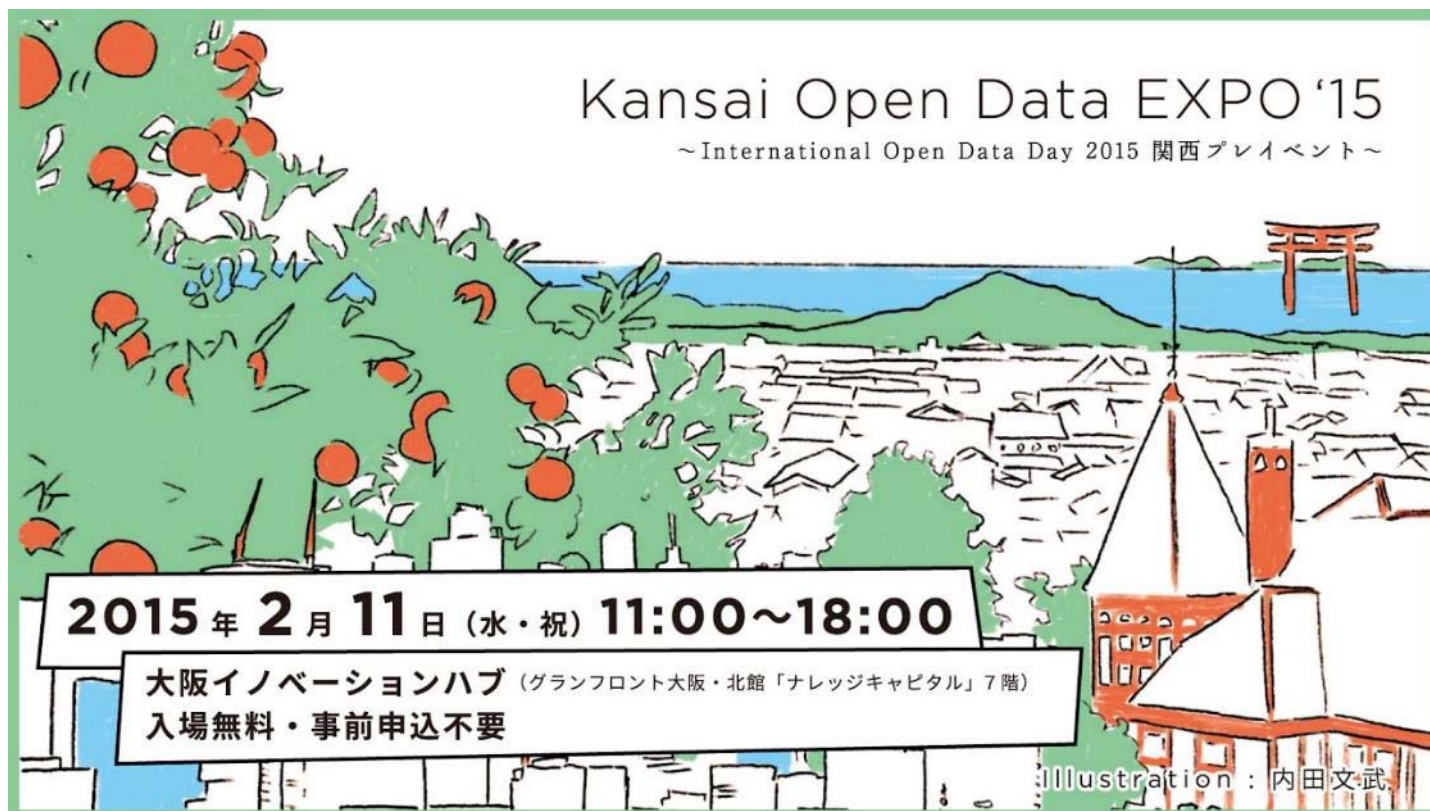 Kansai Open Data EXPO ‘15
～International Open Data Day 2015 関西プレイベント～
2015年2月11日（水・祝）11:00～18:00
大阪イノベーションハブ（グランフロント大阪・北館「ナレッジキャピタル」7階）
入場無料・事前申込不要
Illustration : 内田文武